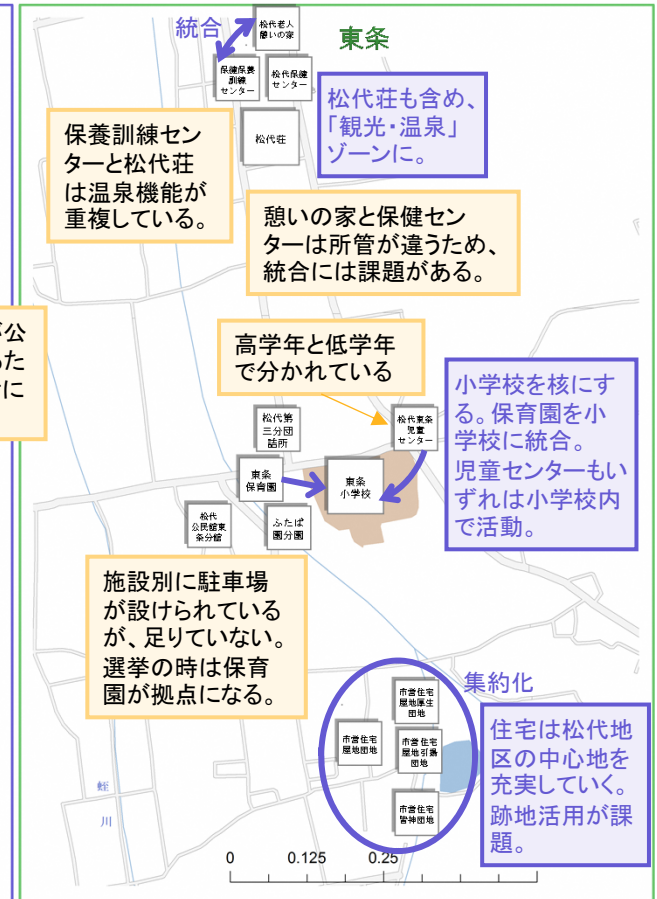 統合
松代老人
憩いの家
東条
保健保養
訓練
センター
松代保健
センター
松代荘
松代荘も含め、
「観光・温泉」
ゾーンに。
保養訓練セン
ターと松代荘
は温泉機能が
重複している。
憩いの家と保健セン
ターは所管が違うため、
統合には課題がある。
公
た
に
高学年と低学年
で分かれている
松代第
三分団
詰所
松代東条
児童
センター
小学校を核にす
る。保育園を小
学校に統合。
児童センターもい
ずれは小学校内
で活動。
東条
保育園
東条
小学校
松代
公民館東
条分館
ふたば
園分園
施設別に駐車場
が設けられている
が、足りていない。
選挙の時は保育
園が拠点になる。
集約化
市営住宅
屋地厚生
団地
市営住宅
屋地団地
市営住宅
屋地引揚
団地
市営住宅
皆神団地
住宅は松代地
区の中心地を
充実していく。
跡地活用が課
題。
蛭
川
0 0.125 0.25